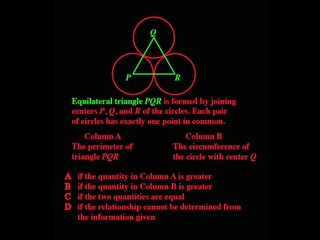 Q
P
R
Equilateral triangle PQR is formed by joining
centers P, Q, and R of the circles. Each pair
of circles has exactly one point in common.
Column A Column B
The perimeter of The circumference of
triangle PQR the circle with center Q
A if the quantity in Column A is greater
B if the quantity in Column B is greater
C if the two quantities are equal
D if the relationship cannot be determined from
the information given